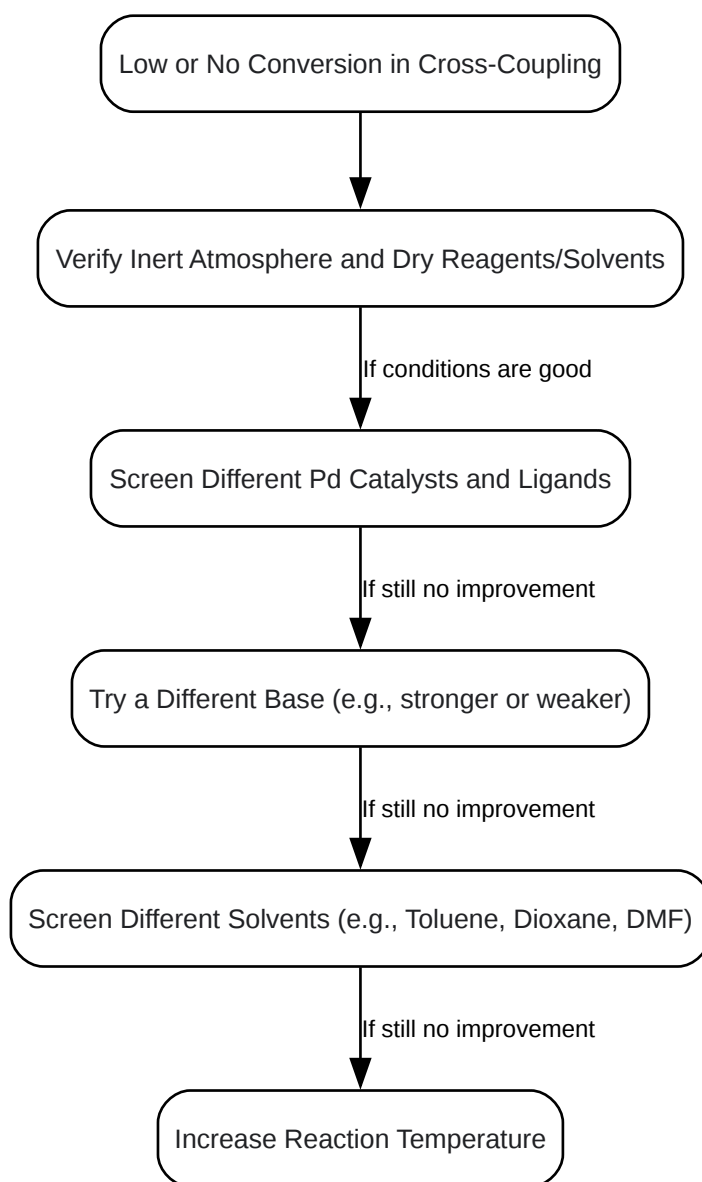 Low or No Conversion in Cross-Coupling
Verify Inert Atmosphere and Dry Reagents/Solvents
If conditions are good
Screen Different Pd Catalysts and Ligands
If still no improvement
Try a Different Base (e.g., stronger or weaker)
If still no improvement
Screen Different Solvents (e.g., Toluene, Dioxane, DMF)
If still no improvement
Increase Reaction Temperature